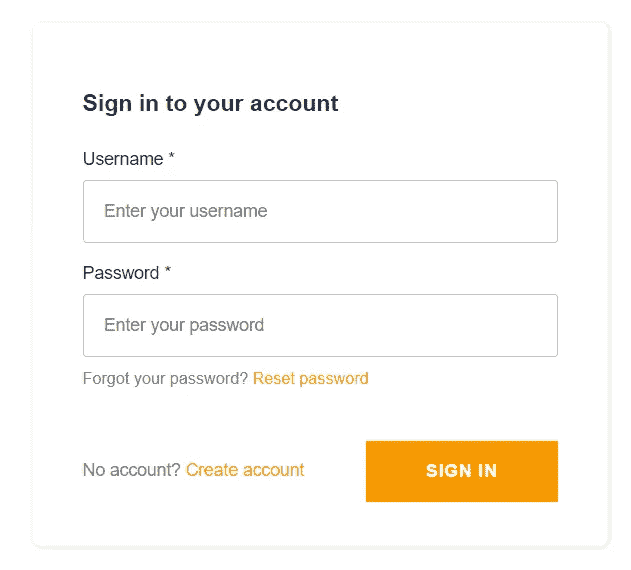 Sign in to your account
Username *
Enter your username
Password *
Enter your password
Forgot your password? Reset password
No account? Create account
SIGN IN